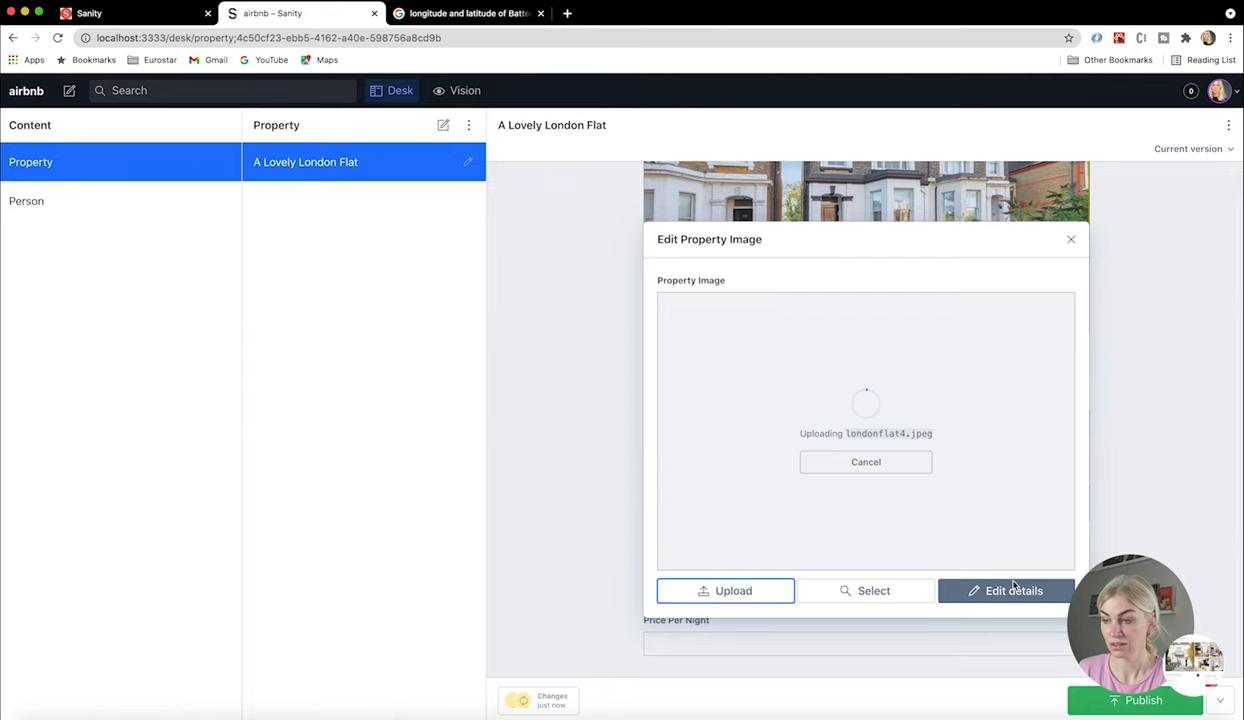 Sanity
airbnb – Sanity
longitude and latitude of Batte
localhost:3333/desk/property;4c50cf23-ebb5-4162-a40e-598756a8cd9b
Apps
Bookmarks
Eurostar
Gmail
YouTube
Maps
Other Bookmarks
Reading List
airbnb
Search
Desk
Vision
0
Content
Property
A Lovely London Flat
Current version
Property
A Lovely London Flat
Person
Edit Property Image
Property Image
Uploading londonflat4.jpeg
Cancel
Upload
Select
Edit details
Price Per Night
Changes
just now
Publish